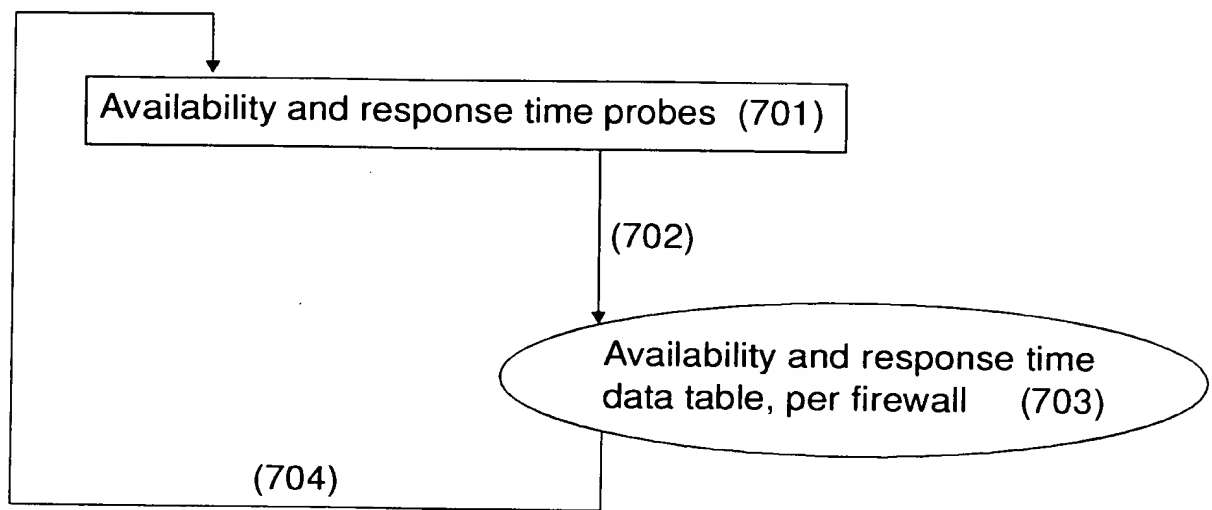 Availability and response time probes (701)
(702)
Availability and response time
data table, per firewall (703)
(704)